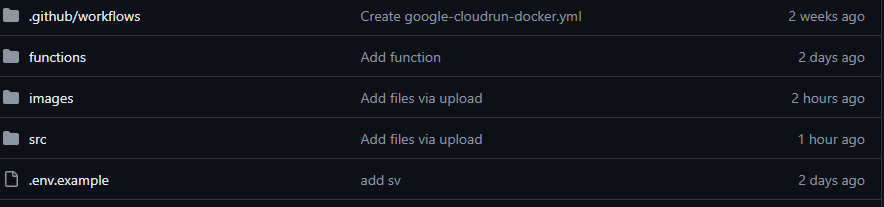 .github/workflows Create google-cloudrun-docker.yml 2 weeks ago
functions Add function 2 days ago
images Add files via upload 2 hours ago
src Add files via upload 1 hour ago
.env.example add sv 2 days ago